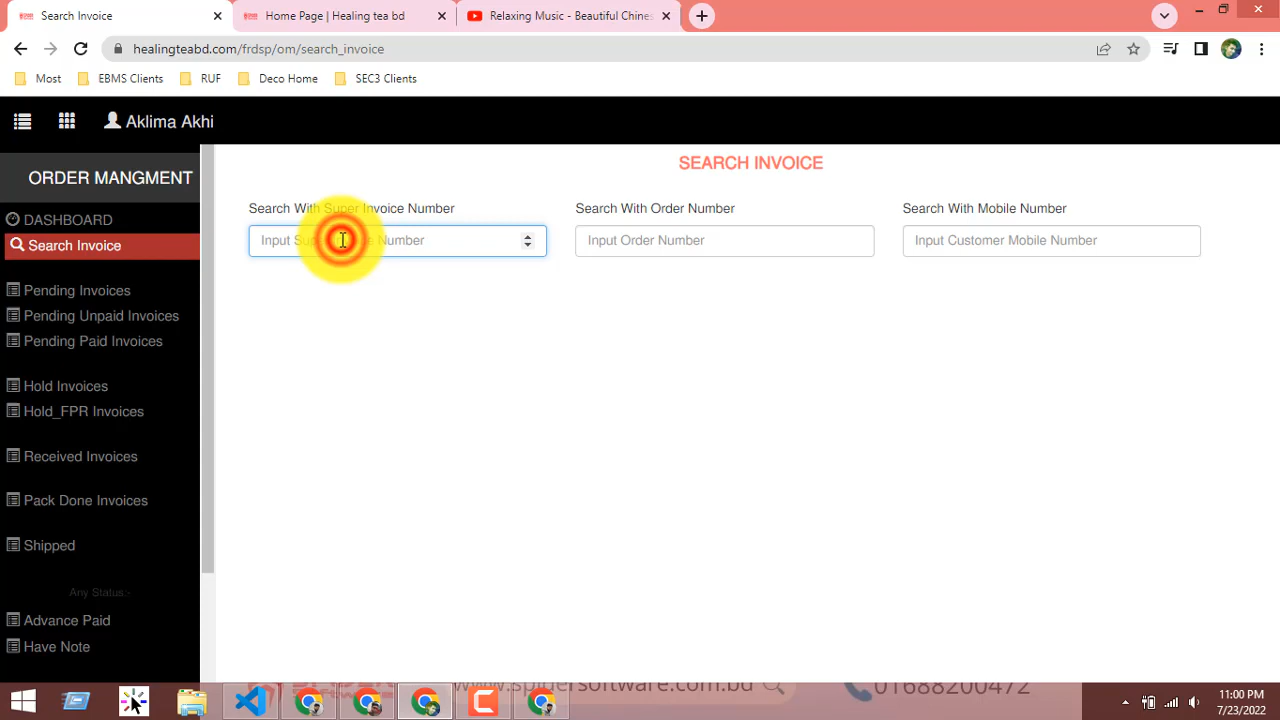 Search Invoice
Home Page | Healing tea bd
Relaxing Music - Beautiful Chines
healingteabd.com/frdsp/om/search_invoice
Most
EBMS Clients
RUF
Deco Home
SEC3 Clients
Aklima Akhi
ORDER MANGMENT
DASHBOARD
Search Invoice
Pending Invoices
Pending Unpaid Invoices
Pending Paid Invoices
Hold Invoices
Hold_FPR Invoices
Received Invoices
Pack Done Invoices
Shipped
Any Status:-
Advance Paid
Have Note
SEARCH INVOICE
Search With Super Invoice Number
Search With Order Number
Search With Mobile Number
Input Number
Input Order Number
Input Customer Mobile Number
www.spidersoftware.com.bd
01688200472
11:00 PM
7/23/2022